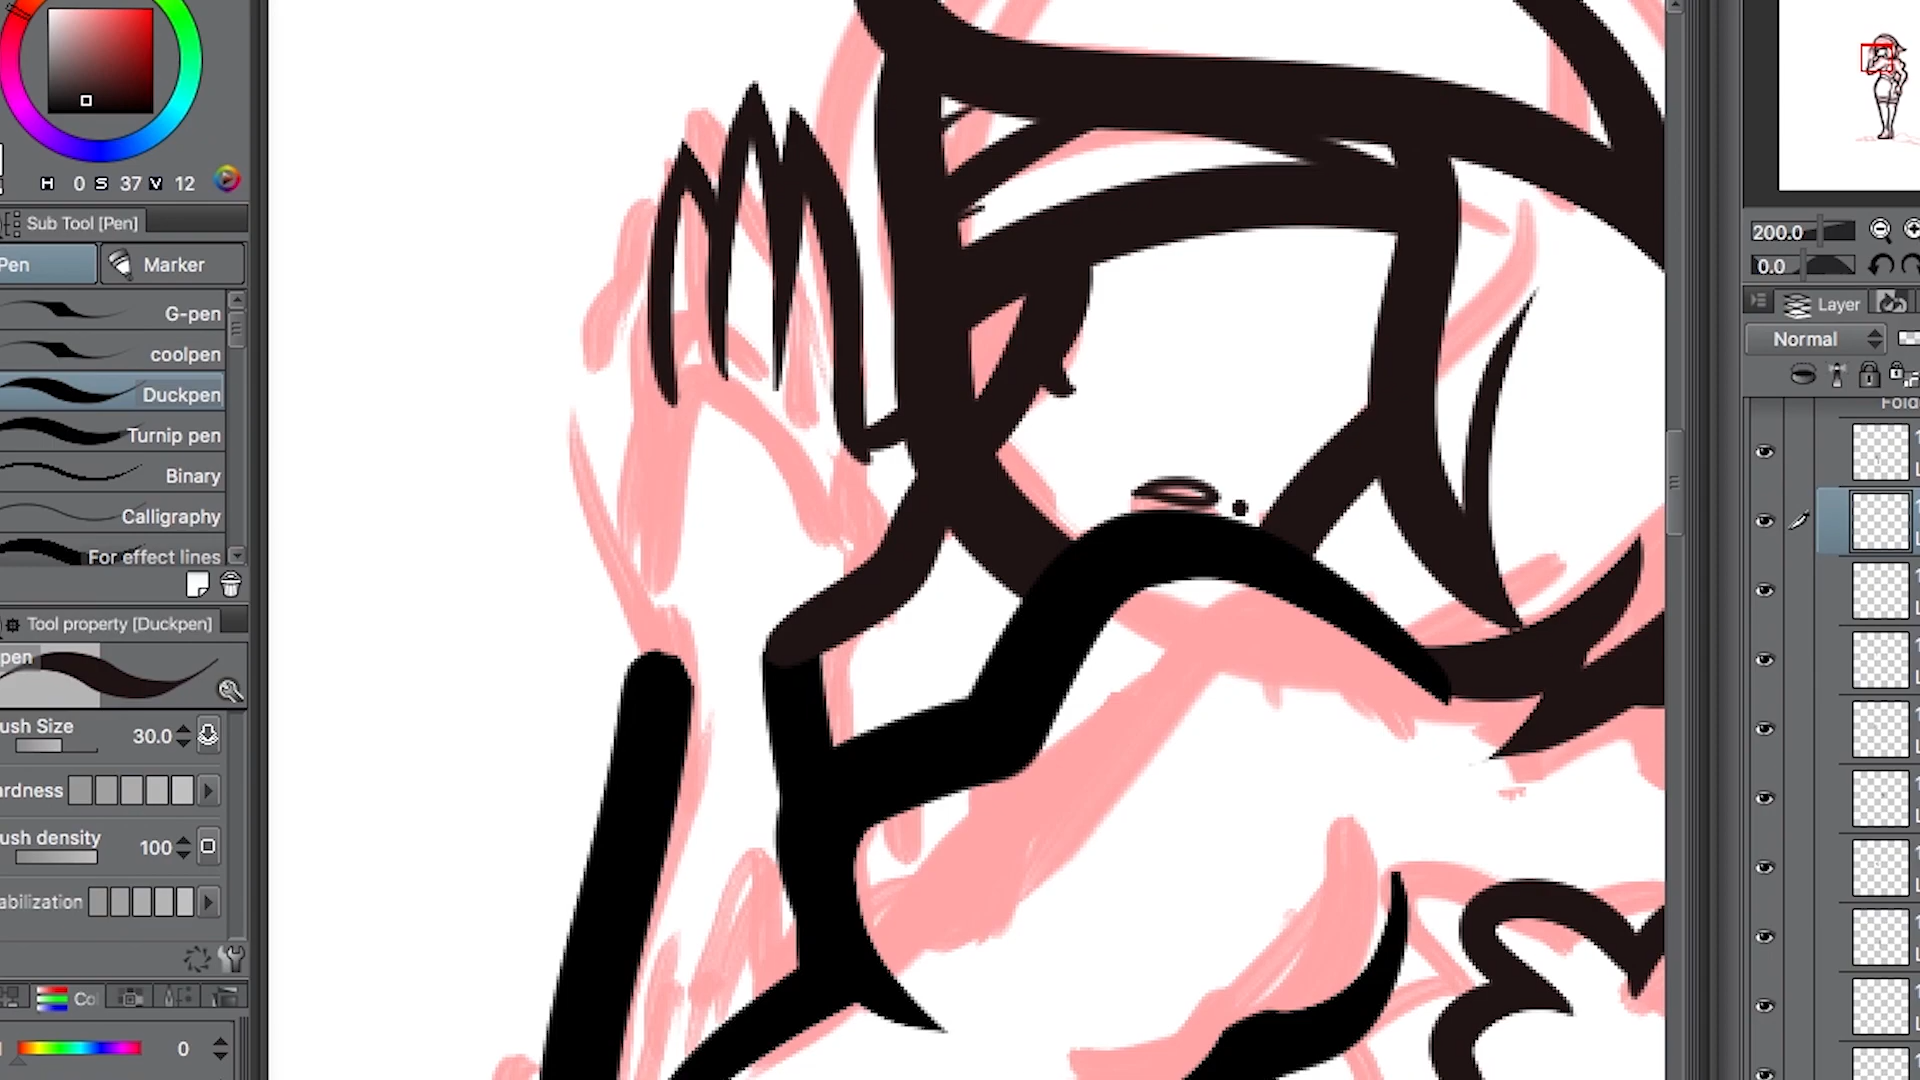 H 0 S 37 V 12
Sub Tool [Pen]
Pen
Marker
G-pen
coolpen
Duckpen
Turnip pen
Binary
Calligraphy
For effect lines
Tool property [Duckpen]
pen
ush Size 30.0
ardness
ush density 100
abilization
Co
0
200.0
0.0
Layer
Normal
Fold